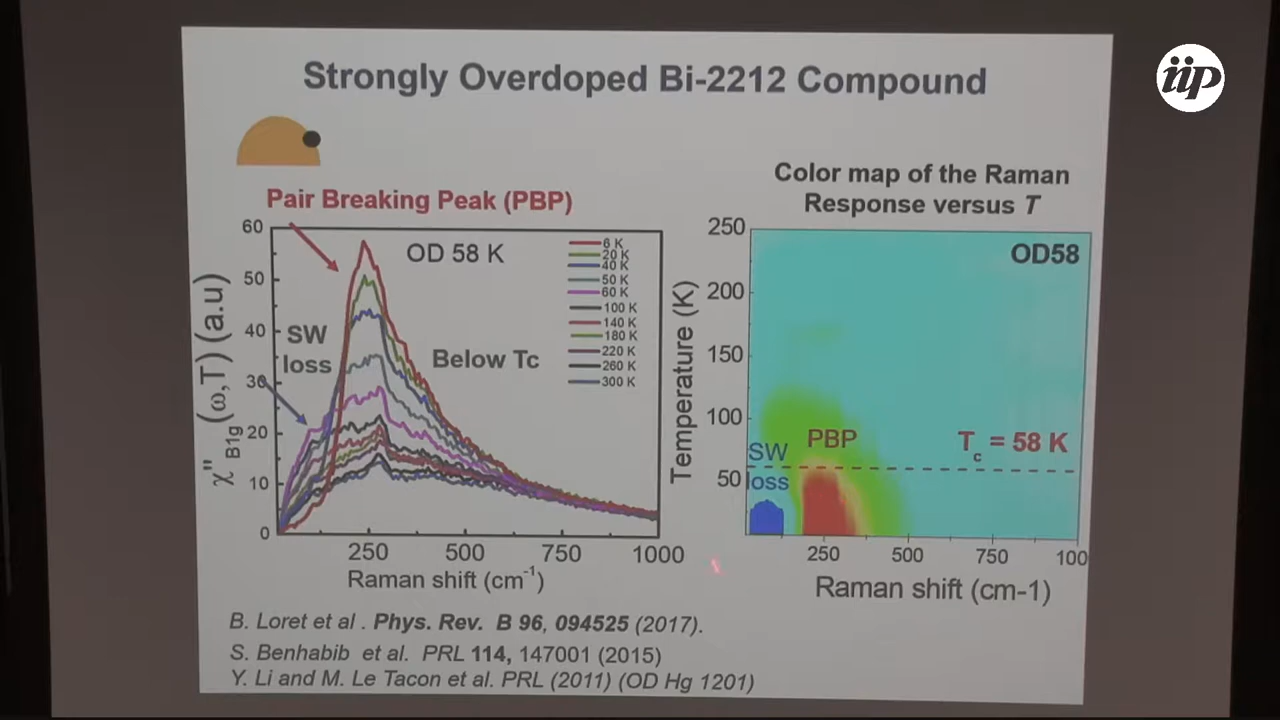 Strongly Overdoped Bi-2212 Compound
iip
Pair Breaking Peak (PBP)
60
50
40
30
20
10
0
χ''B1g(ω,T) (a.u)
OD 58 K
SW
loss
Below Tc
6 K
20 K
40 K
50 K
60 K
100 K
140 K
180 K
220 K
260 K
300 K
250
500
750
1000
Raman shift (cm-1)
Color map of the Raman
Response versus T
250
200
150
100
50
Temperature (K)
OD58
PBP
SW
loss
Tc = 58 K
250
500
750
100
Raman shift (cm-1)
B. Loret et al . Phys. Rev. B 96, 094525 (2017).
S. Benhabib et al. PRL 114, 147001 (2015)
Y. Li and M. Le Tacon et al. PRL (2011) (OD Hg 1201)